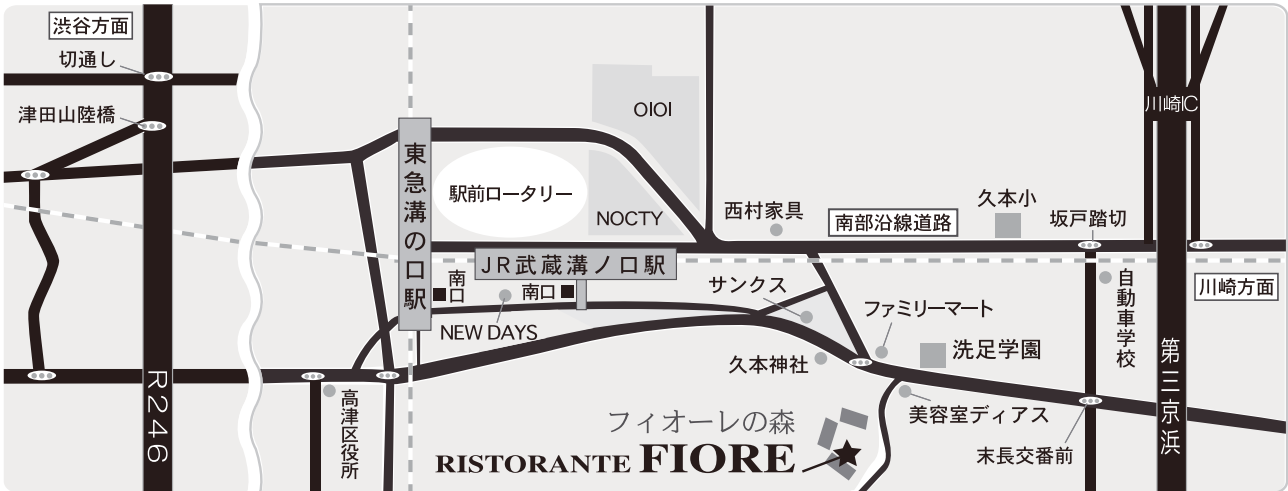 渋谷方面
切通し
津田山陸橋
R246
東急溝の口駅
駅前ロータリー
OIOI
NOCTY
西村家具
南部沿線道路
久本小
坂戸踏切
川崎IC
川崎方面
JR武蔵溝ノ口駅
南口
南口
NEW DAYS
サンクス
ファミリーマート
自動車学校
洗足学園
久本神社
第三京浜
高津区役所
美容室ディアス
末長交番前
フィオーレの森
RISTORANTE FIORE